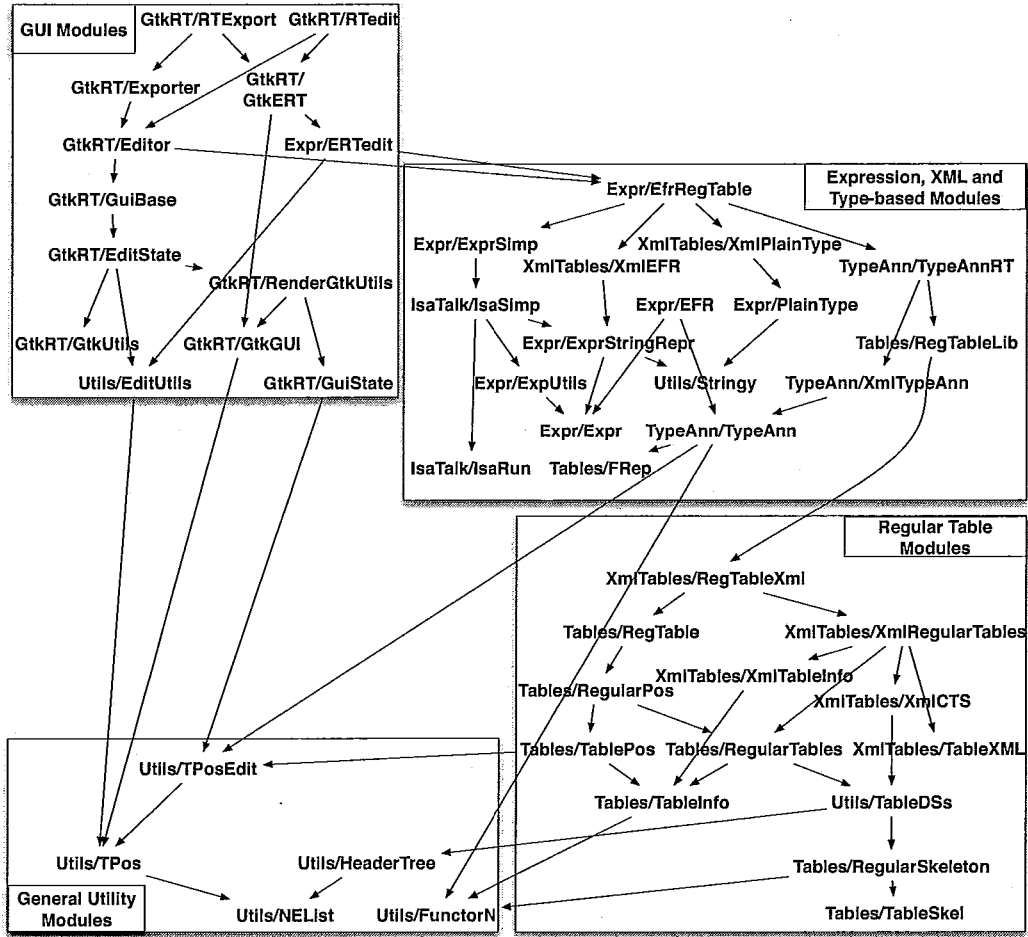 GUI Modules
GtkRT/RTExport
GtkRT/RTedit
GtkRT/Exporter
GtkRT/
GtkERT
GtkRT/Editor
Expr/ERTedit
GtkRT/GuiBase
GtkRT/EditState
GtkRT/RenderGtkUtils
GtkRT/GtkUtils
GtkRT/GtkGUI
Utils/EditUtils
GtkRT/GuiState
Expression, XML and
Type-based Modules
Expr/EfrRegTable
Expr/ExprSimp
XmlTables/XmlPlainType
XmlTables/XmlEFR
TypeAnn/TypeAnnRT
IsaTalk/IsaSimp
Expr/EFR
Expr/PlainType
Expr/ExprStringRepr
Tables/RegTableLib
Expr/ExpUtils
Utils/Stringy
TypeAnn/XmlTypeAnn
Expr/Expr
TypeAnn/TypeAnn
IsaTalk/IsaRun
Tables/FRep
Regular Table
Modules
XmlTables/RegTableXml
Tables/RegTable
XmlTables/XmlRegularTables
XmlTables/XmlTableInfo
Tables/RegularPos
XmlTables/XmlCTS
Tables/TablePos
Tables/RegularTables
XmlTables/TableXML
Tables/TableInfo
Utils/TableDSs
Tables/RegularSkeleton
Tables/TableSkel
Utils/TPosEdit
Utils/TPos
Utils/HeaderTree
General Utility
Modules
Utils/NEList
Utils/FunctorN